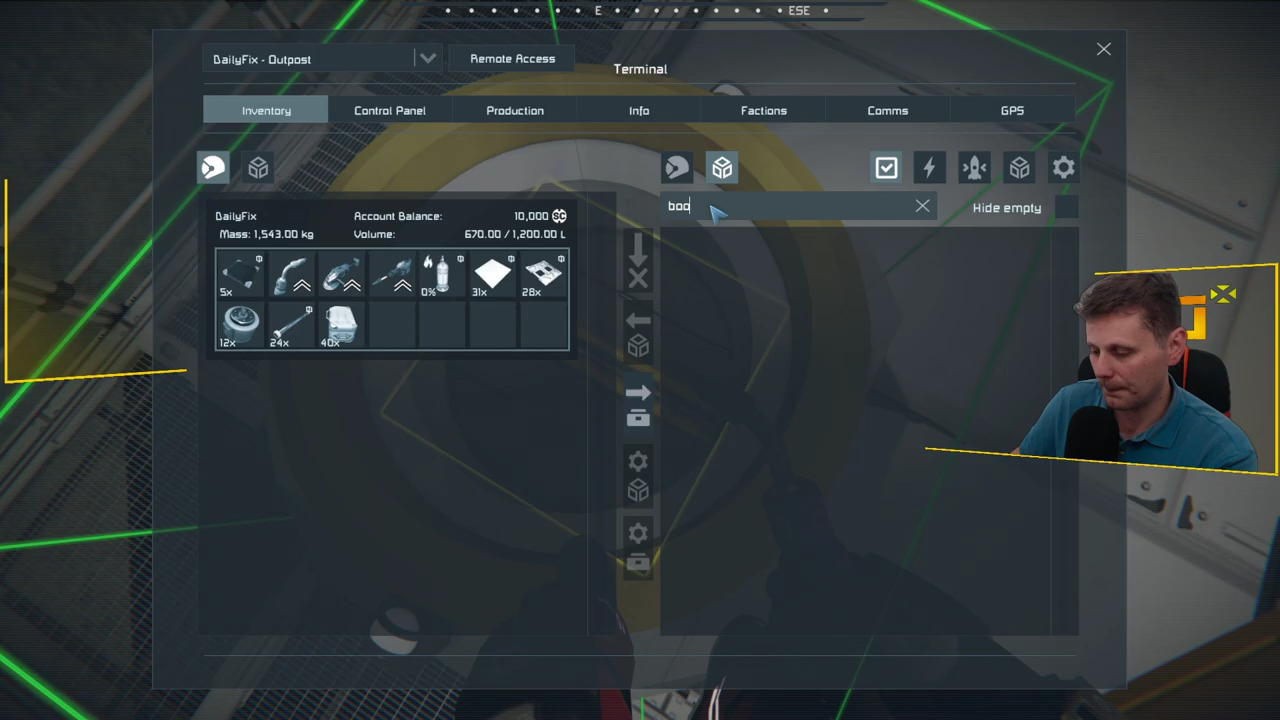 E
ESE
DailyFix - Outpost
Remote Access
Terminal
Inventory
Control Panel
Production
Info
Factions
Comms
GPS
boo
Hide empty
DailyFix
Account Balance:
10,000 SC
Mass: 1,543.00 kg
Volume:
670.00 / 1,200.00 L
5x
0%
31x
28x
12x
24x
40x